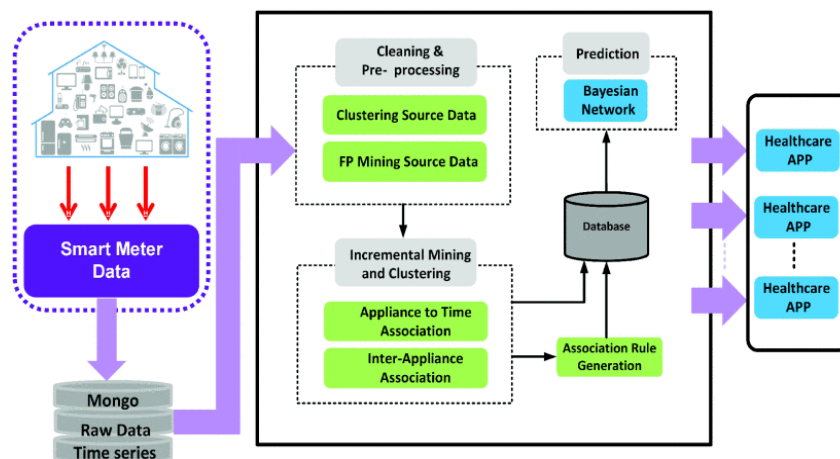 Smart Meter
Data
Mongo
Raw Data
Time series
Cleaning &
Pre- processing
Clustering Source Data
FP Mining Source Data
Incremental Mining
and Clustering
Appliance to Time
Association
Inter-Appliance
Association
Association Rule
Generation
Database
Prediction
Bayesian
Network
Healthcare
APP
Healthcare
APP
Healthcare
APP